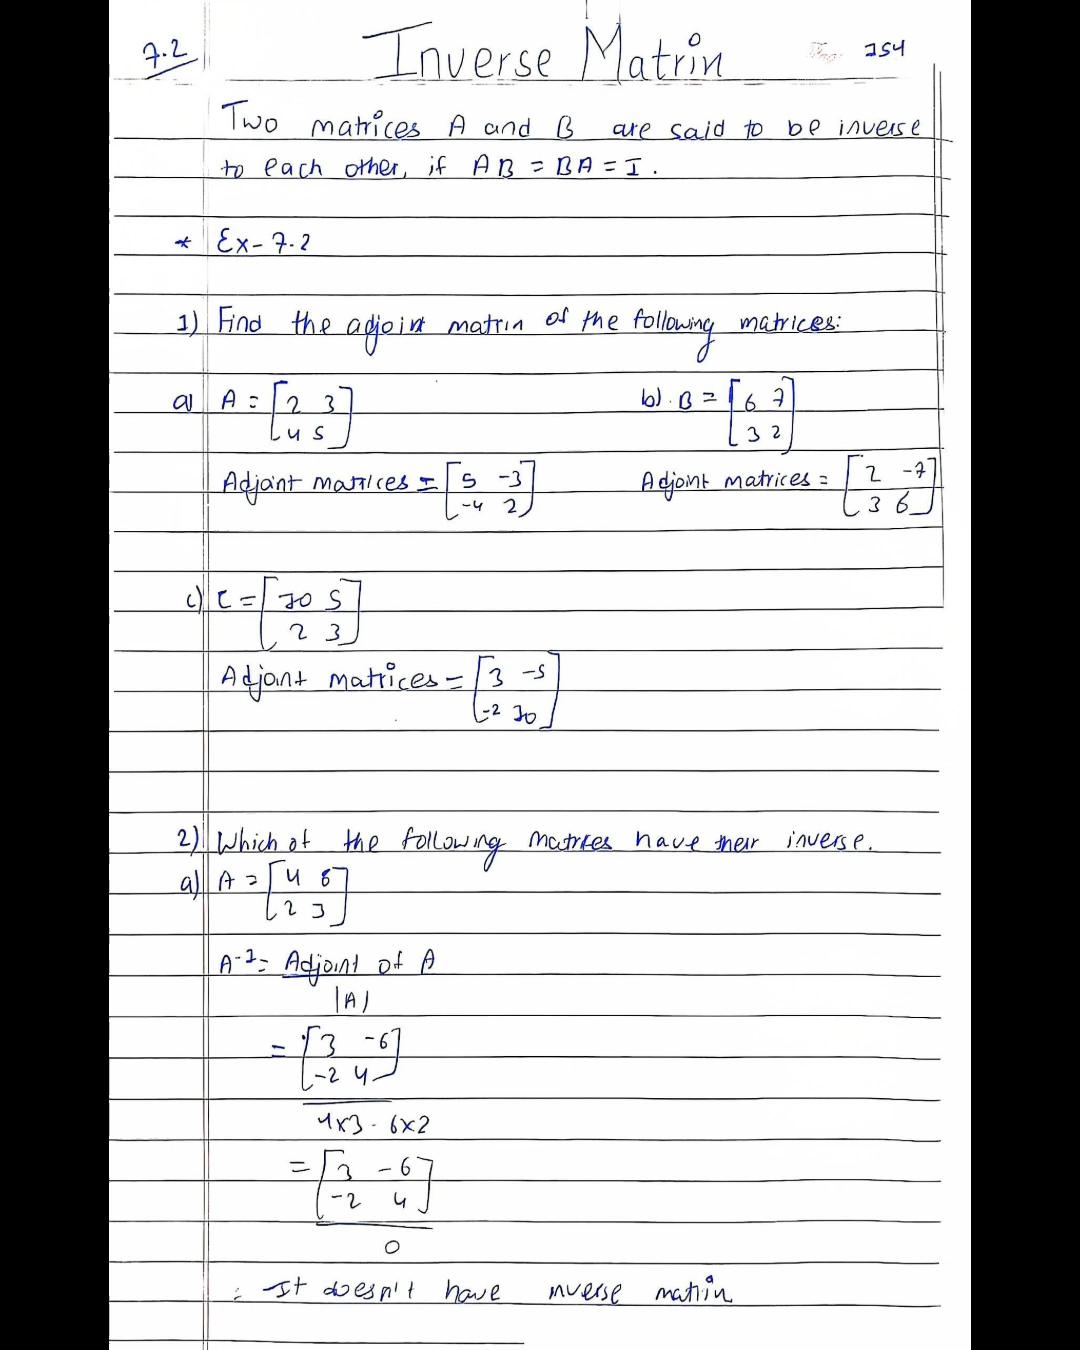 7.2 Inverse Matrix 154
Two matrices A and B are said to be inverse
to each other, if AB = BA = I.
* Ex-7.2
1) Find the adjoint matrix of the following matrices:
a) A = [2 3 b). B = [6 7
4 5] 3 2]
Adjoint matrices = [5 -3 Adjoint matrices = [2 -7
-4 2] 3 6]
c) C = [10 5
2 3]
Adjoint matrices = [3 -5
-2 10]
2) Which of the following matrices have their inverse.
a) A = [4 6
2 3]
A-1 = Adjoint of A
|A|
= [3 -6
-2 4]
4x3 - 6x2
= [3 -6
-2 4]
0
∴ It doesn't have inverse matrix